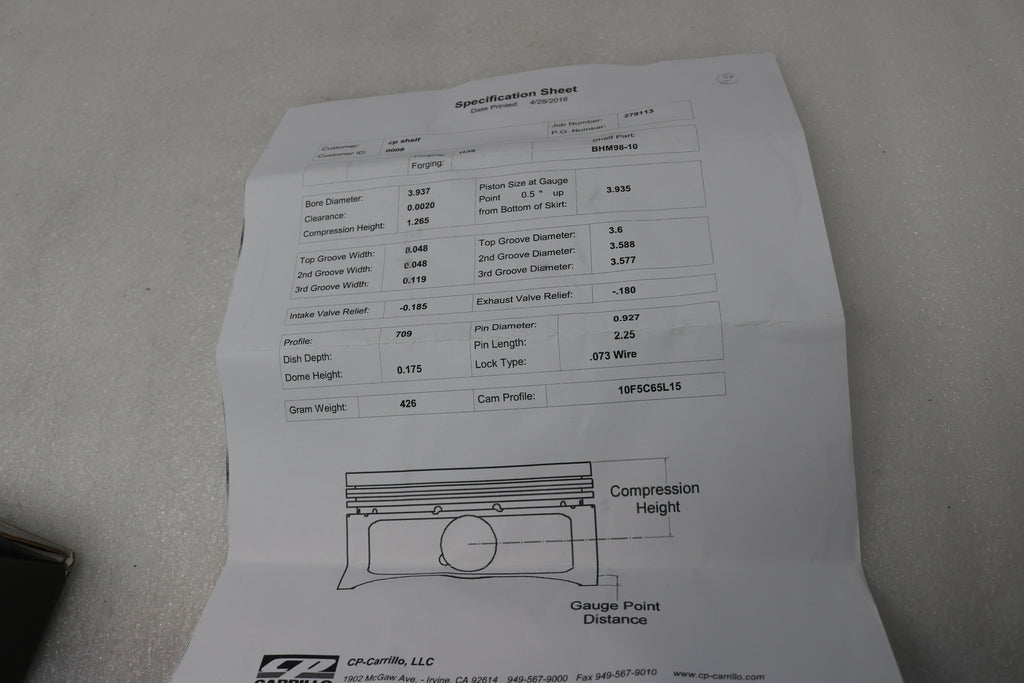 Specification Sheet
Date Printed: 4/28/2016
Customer: cp shelf
Customer ID: 0002
Job Number: 279113
P.O. Number:
Forging:
Shelf Part:
BHM98-10
Bore Diameter: 3.937
Clearance: 0.0020
Compression Height: 1.265
Piston Size at Gauge
Point 0.5 " up
from Bottom of Skirt:
3.935
Top Groove Width: 0.048 Top Groove Diameter: 3.6
2nd Groove Width: 0.048 2nd Groove Diameter: 3.588
3rd Groove Width: 0.119 3rd Groove Diameter: 3.577
Intake Valve Relief: -0.185 Exhaust Valve Relief: -.180
Profile: 709 Pin Diameter: 0.927
Dish Depth: Pin Length: 2.25
Dome Height: 0.175 Lock Type: .073 Wire
Gram Weight: 426 Cam Profile: 10F5C65L15
Compression
Height
Gauge Point
Distance
CP
CARRILLO
CP-Carrillo, LLC
1902 McGaw Ave. - Irvine, CA 92614 949-567-9000 Fax 949-567-9010 www.cp-carrillo.com